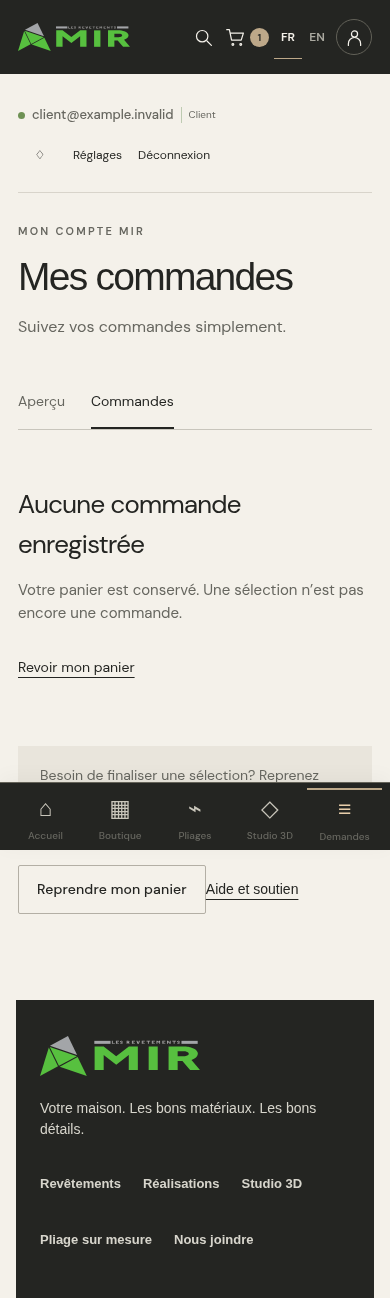 LES REVÊTEMENTS
MIR
1
FR
EN
client@example.invalid
Client
Réglages
Déconnexion
MON COMPTE MIR
Mes commandes
Suivez vos commandes simplement.
Aperçu
Commandes
Aucune commande
enregistrée
Votre panier est conservé. Une sélection n’est pas
encore une commande.
Revoir mon panier
Besoin de finaliser une sélection? Reprenez
Accueil
Boutique
Pliages
Studio 3D
Demandes
Reprendre mon panier
Aide et soutien
LES REVÊTEMENTS
MIR
Votre maison. Les bons matériaux. Les bons
détails.
Revêtements
Réalisations
Studio 3D
Pliage sur mesure
Nous joindre